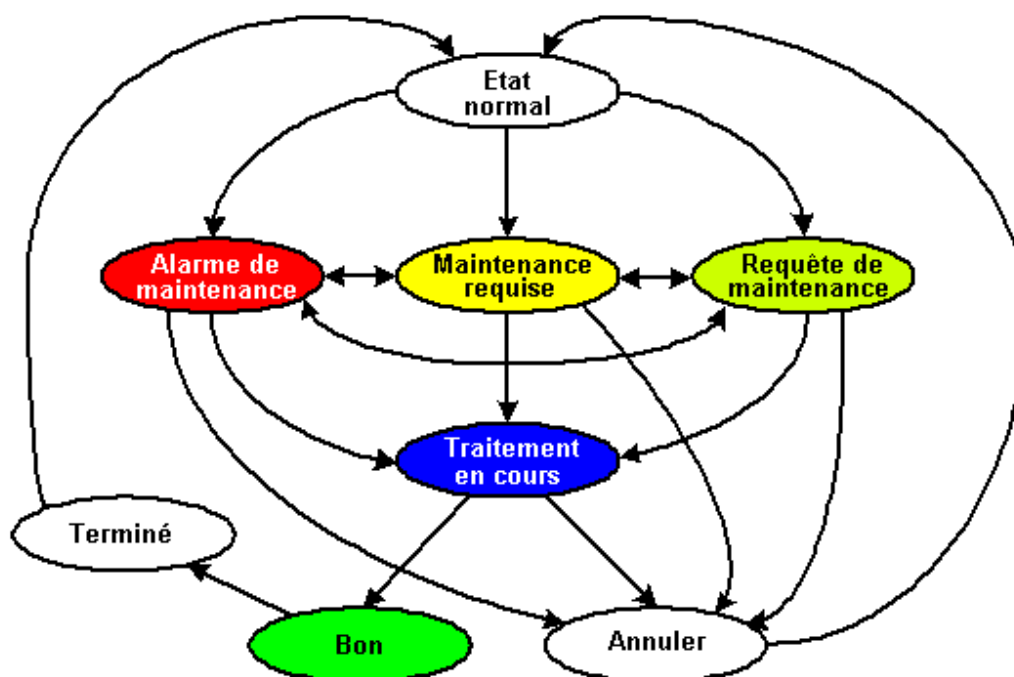 Etat
normal
Alarme de
maintenance
Maintenance
requise
Requête de
maintenance
Traitement
en cours
Terminé
Bon
Annuler